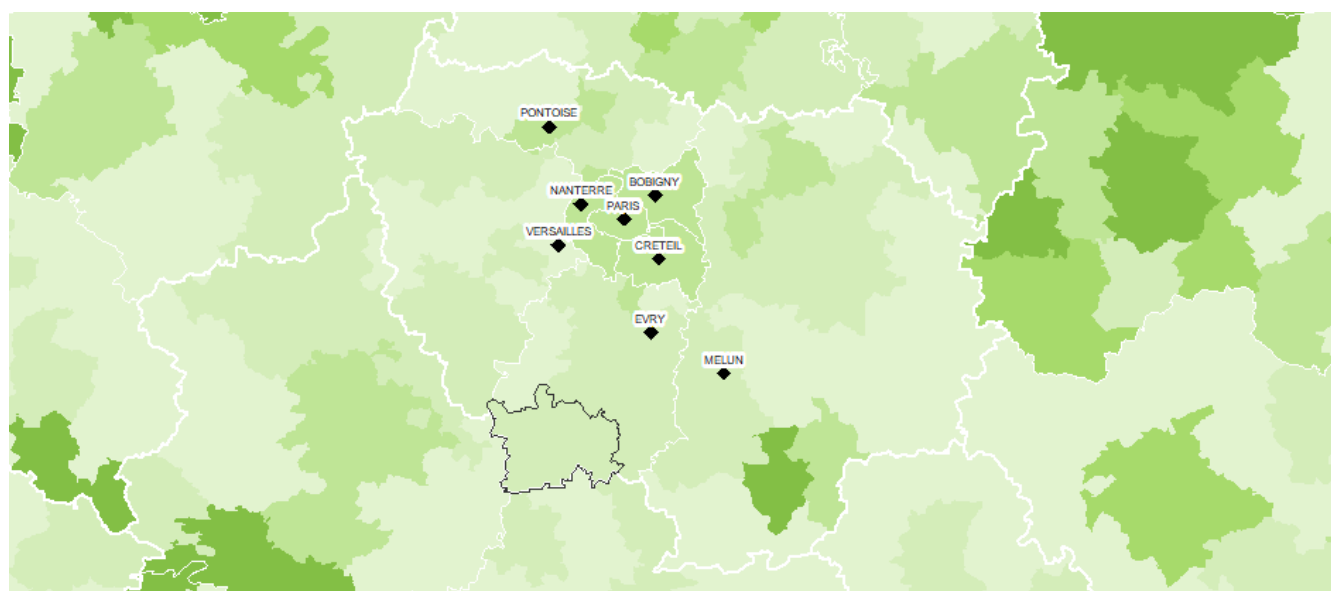 PONTOISE
BOBIGNY
NANTERRE
PARIS
VERSAILLES
CRETEIL
EVRY
MELUN